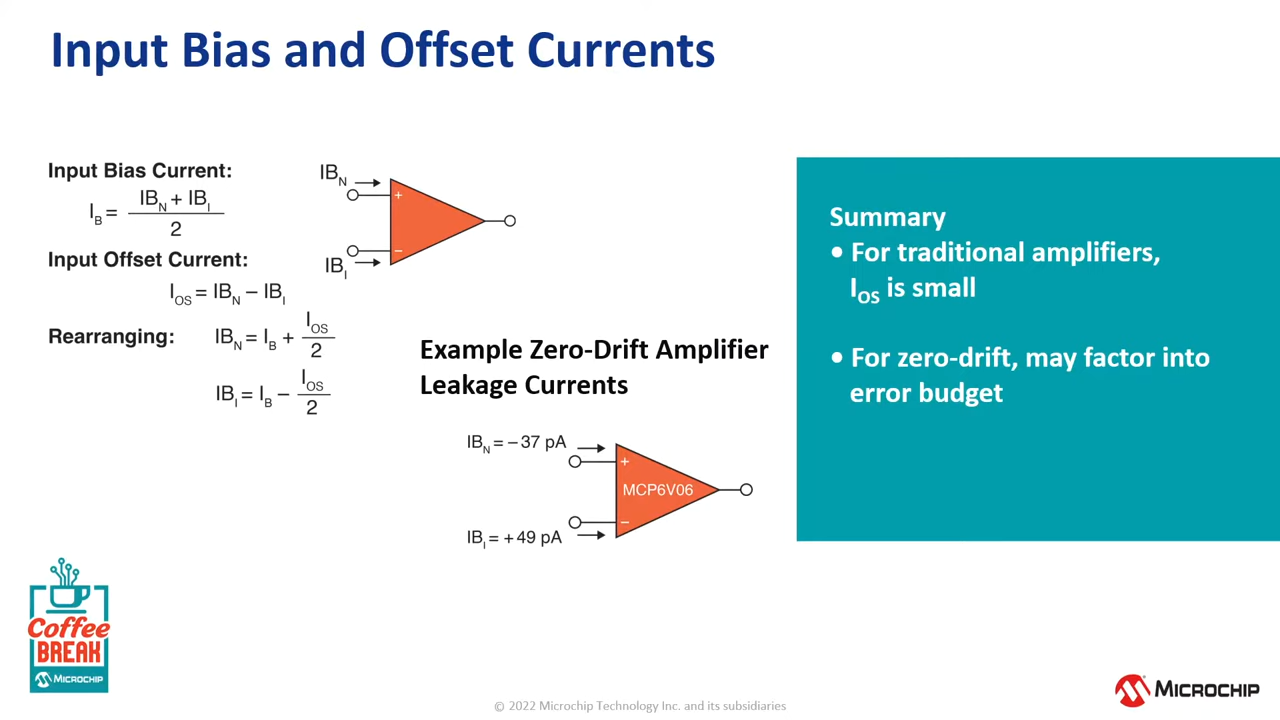 Input Bias and Offset Currents
Input Bias Current:
I_B = (IB_N + IB_I) / 2
Input Offset Current:
I_OS = IB_N − IB_I
Rearranging: IB_N = I_B + I_OS / 2
IB_I = I_B − I_OS / 2
IB_N
+
−
IB_I
Example Zero-Drift Amplifier
Leakage Currents
IB_N = − 37 pA
+
MCP6V06
−
IB_I = + 49 pA
Summary
• For traditional amplifiers,
I_OS is small
• For zero-drift, may factor into
error budget
Coffee
BREAK
MICROCHIP
© 2022 Microchip Technology Inc. and its subsidiaries
MICROCHIP